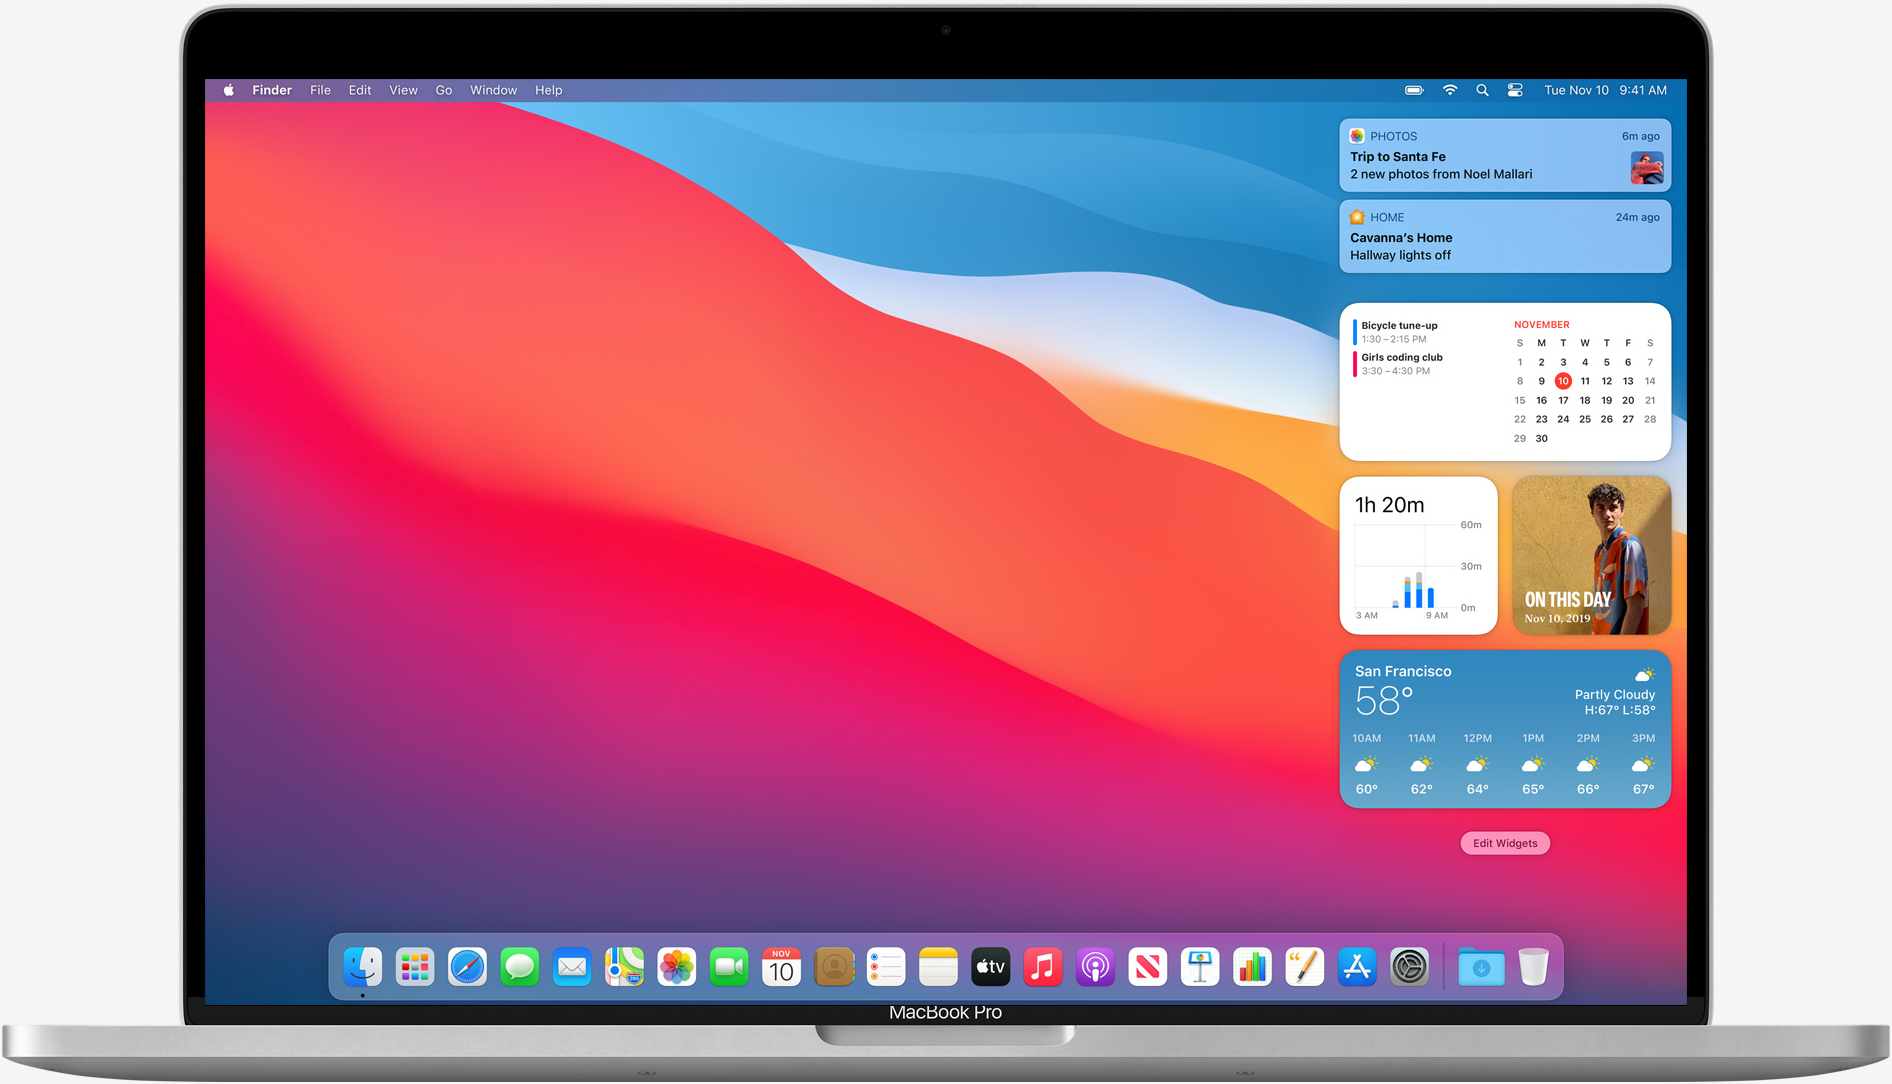 Finder File Edit View Go Window Help
Tue Nov 10 9:41 AM
PHOTOS 6m ago
Trip to Santa Fe
2 new photos from Noel Mallari
HOME 24m ago
Cavanna's Home
Hallway lights off
Bicycle tune-up
1:30 – 2:15 PM
Girls coding club
3:30 – 4:30 PM
NOVEMBER
S M T W T F S
1 2 3 4 5 6 7
8 9 10 11 12 13 14
15 16 17 18 19 20 21
22 23 24 25 26 27 28
29 30
1h 20m
60m
30m
0m
3 AM 9 AM
ON THIS DAY
Nov 10, 2019
San Francisco
58°
Partly Cloudy
H:67° L:58°
10AM 11AM 12PM 1PM 2PM 3PM
60° 62° 64° 65° 66° 67°
Edit Widgets
NOV
10
tv
MacBook Pro